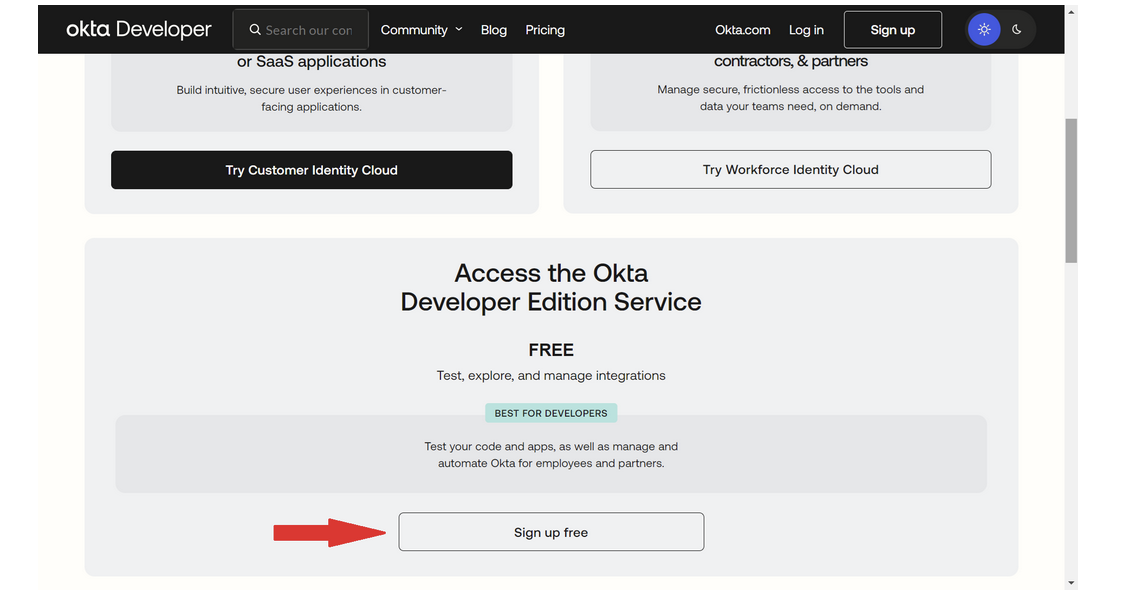 okta Developer
Search our con
Community
Blog
Pricing
Okta.com
Log in
Sign up
or SaaS applications
Build intuitive, secure user experiences in customer-
facing applications.
Try Customer Identity Cloud
contractors, & partners
Manage secure, frictionless access to the tools and
data your teams need, on demand.
Try Workforce Identity Cloud
Access the Okta
Developer Edition Service
FREE
Test, explore, and manage integrations
BEST FOR DEVELOPERS
Test your code and apps, as well as manage and
automate Okta for employees and partners.
Sign up free